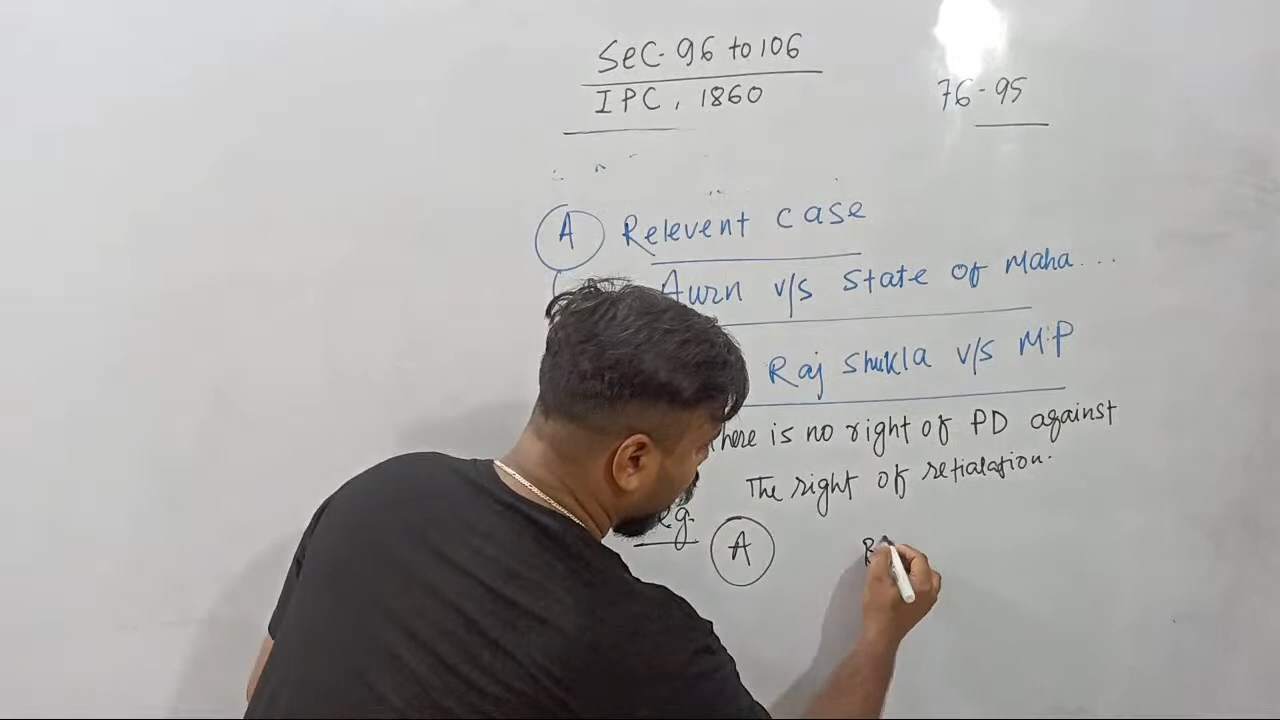 SeC-96 to 106
IPC, 1860
76-95
A Relevent case
Aurn v/s State of Maha...
Raj Shukla v/s M.P
here is no right of PD against
The right of retialation.
eg. A R